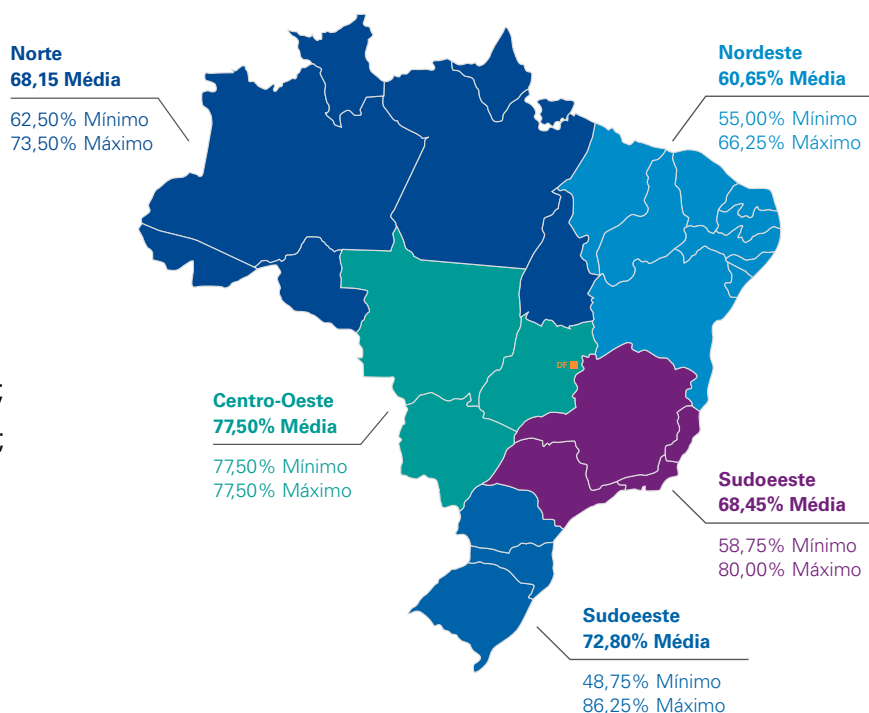 Norte
68,15 Média
62,50% Mínimo
73,50% Máximo
Nordeste
60,65% Média
55,00% Mínimo
66,25% Máximo
DF
;
;
Centro-Oeste
77,50% Média
77,50% Mínimo
77,50% Máximo
Sudoeeste
68,45% Média
58,75% Mínimo
80,00% Máximo
Sudoeeste
72,80% Média
48,75% Mínimo
86,25% Máximo